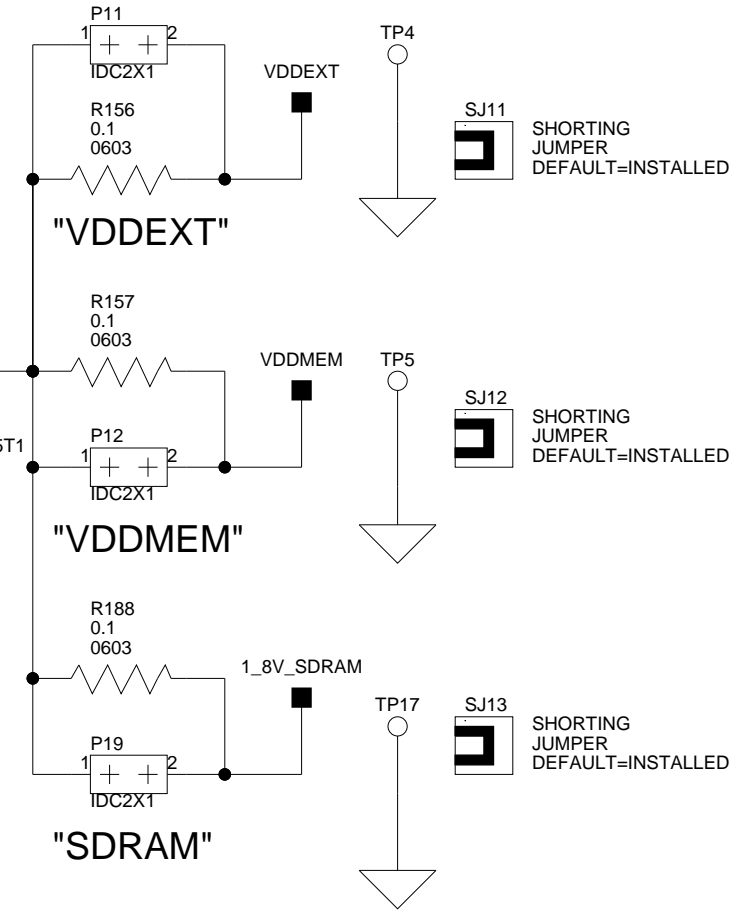 P11
1 2
IDC2X1
R156
0.1
0603
"VDDEXT"
VDDEXT
TP4
SJ11
SHORTING
JUMPER
DEFAULT=INSTALLED
R157
0.1
0603
5T1
P12
1 2
IDC2X1
"VDDMEM"
VDDMEM
TP5
SJ12
SHORTING
JUMPER
DEFAULT=INSTALLED
R188
0.1
0603
P19
1 2
IDC2X1
"SDRAM"
1_8V_SDRAM
TP17
SJ13
SHORTING
JUMPER
DEFAULT=INSTALLED